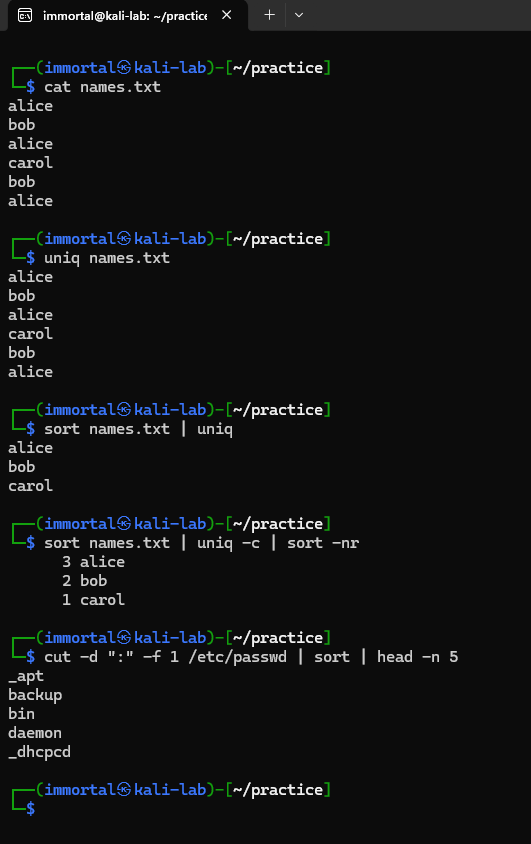 immortal@kali-lab: ~/practice
┌──(immortal㉿kali-lab)-[~/practice]
└─$ cat names.txt
alice
bob
alice
carol
bob
alice
┌──(immortal㉿kali-lab)-[~/practice]
└─$ uniq names.txt
alice
bob
alice
carol
bob
alice
┌──(immortal㉿kali-lab)-[~/practice]
└─$ sort names.txt | uniq
alice
bob
carol
┌──(immortal㉿kali-lab)-[~/practice]
└─$ sort names.txt | uniq -c | sort -nr
      3 alice
      2 bob
      1 carol
┌──(immortal㉿kali-lab)-[~/practice]
└─$ cut -d ":" -f 1 /etc/passwd | sort | head -n 5
_apt
backup
bin
daemon
_dhcpcd
┌──(immortal㉿kali-lab)-[~/practice]
└─$